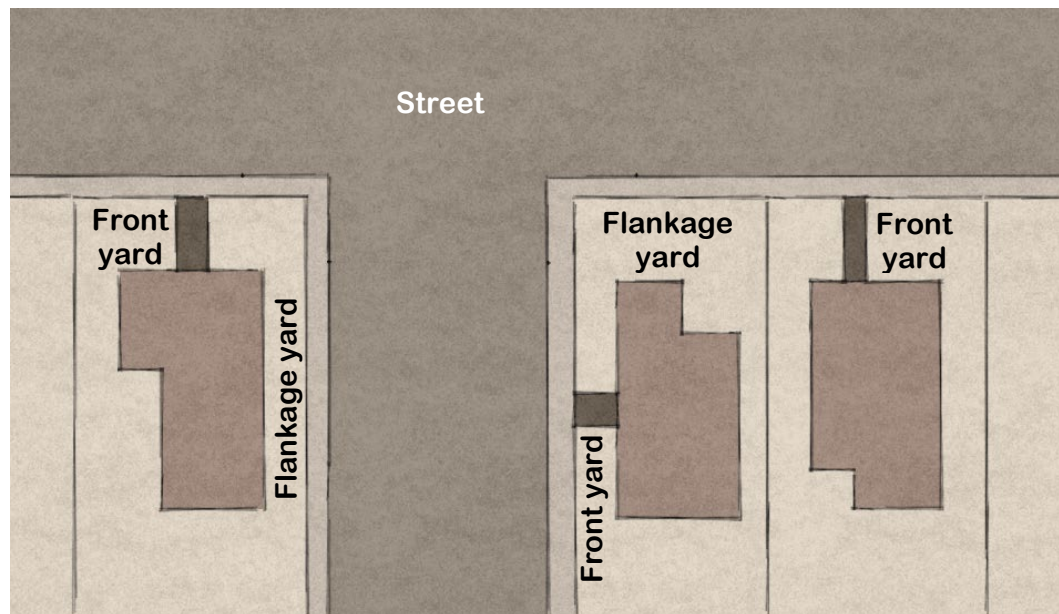 Street
Front
yard
Flankage yard
Flankage
yard
Front yard
Front
yard